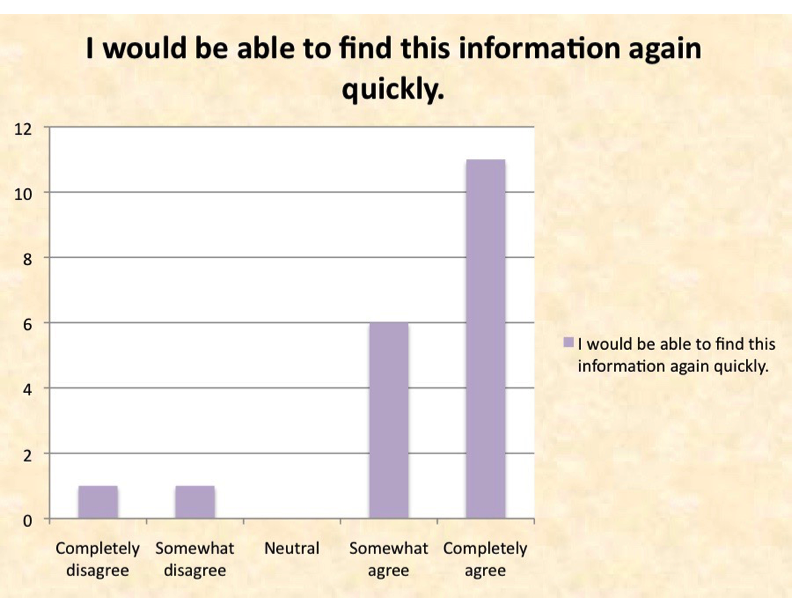 I would be able to find this information again
quickly.
12
10
8
6
4
2
0
Completely
disagree
Somewhat
disagree
Neutral
Somewhat
agree
Completely
agree
I would be able to find this
information again quickly.